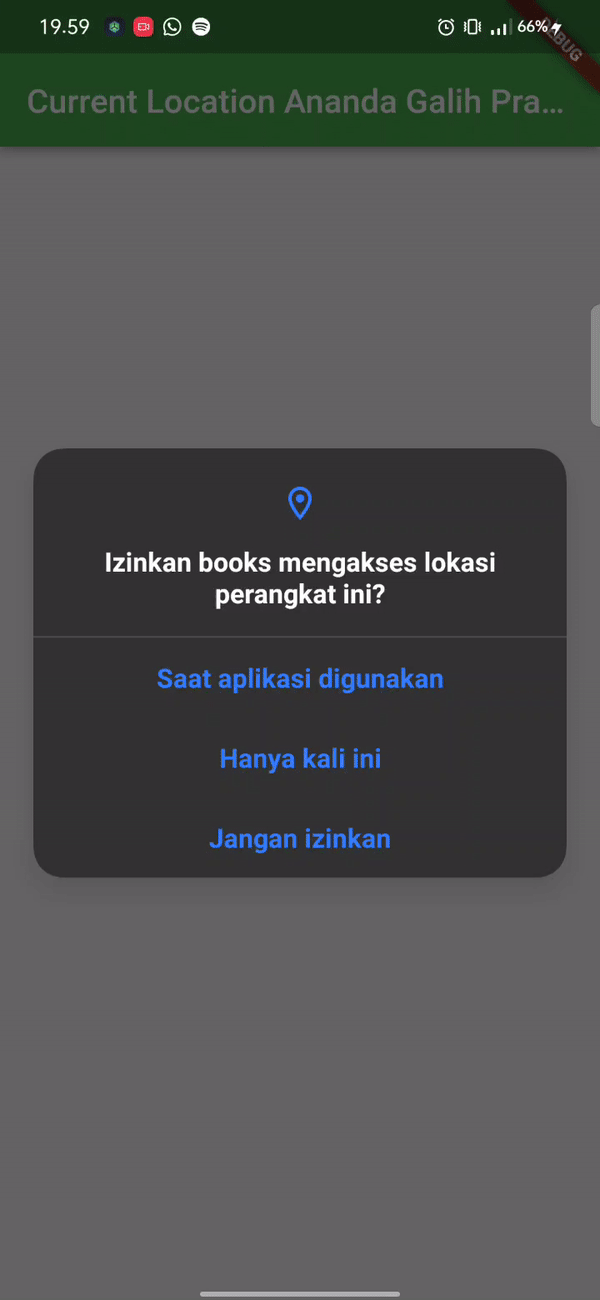 19.59
66%
DEBUG
Current Location Ananda Galih Pra...
Izinkan books mengakses lokasi
perangkat ini?
Saat aplikasi digunakan
Hanya kali ini
Jangan izinkan